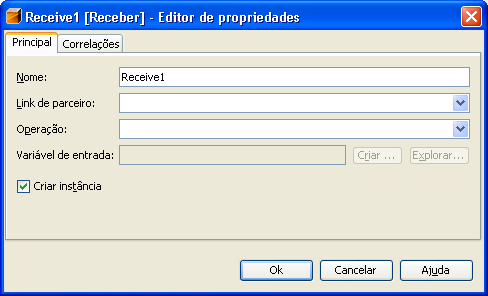 Receive1 [Receber] - Editor de propriedades
Principal Correlações
Nome: Receive1
Link de parceiro:
Operação:
Variável de entrada: Criar ... Explorar...
Criar instância
Ok Cancelar Ajuda